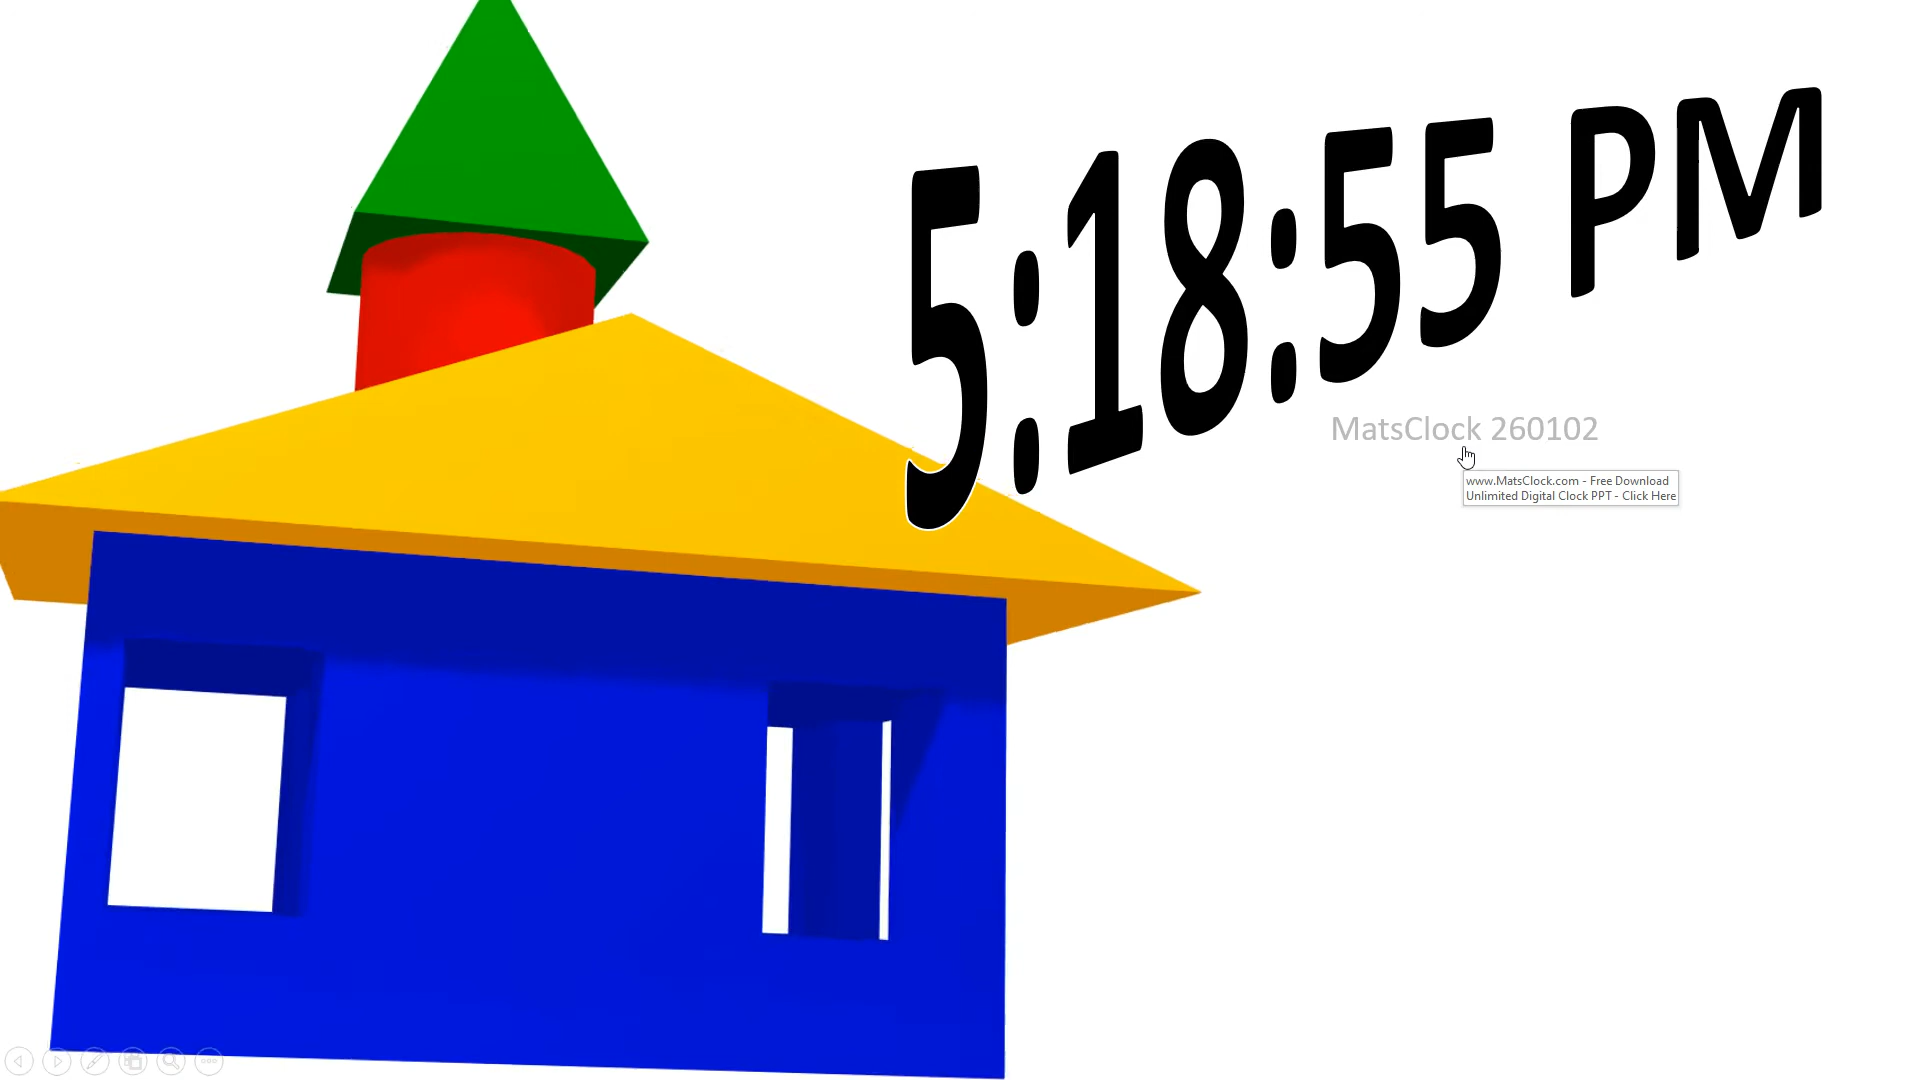 5:18:55 PM
MatsClock 260102
www.MatsClock.com - Free Download
Unlimited Digital Clock PPT - Click Here